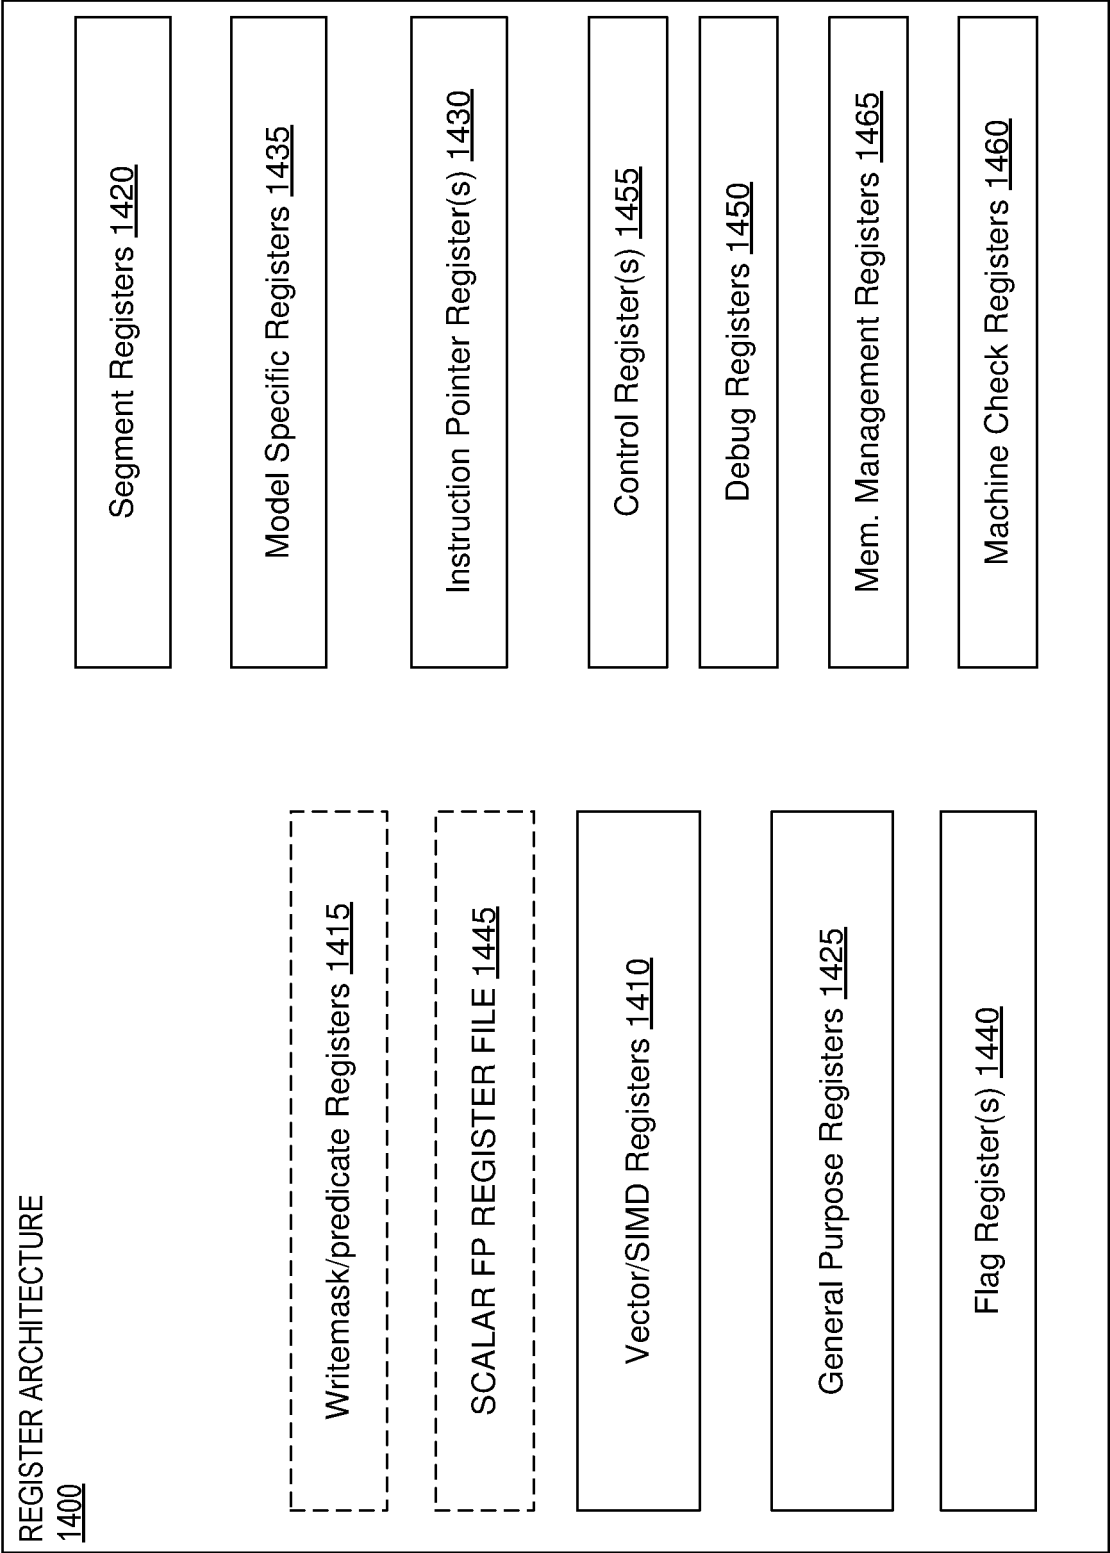 REGISTER ARCHITECTURE
1400
Writemask/predicate Registers 1415
SCALAR FP REGISTER FILE 1445
Vector/SIMD Registers 1410
General Purpose Registers 1425
Flag Register(s) 1440
Segment Registers 1420
Model Specific Registers 1435
Instruction Pointer Register(s) 1430
Control Register(s) 1455
Debug Registers 1450
Mem. Management Registers 1465
Machine Check Registers 1460